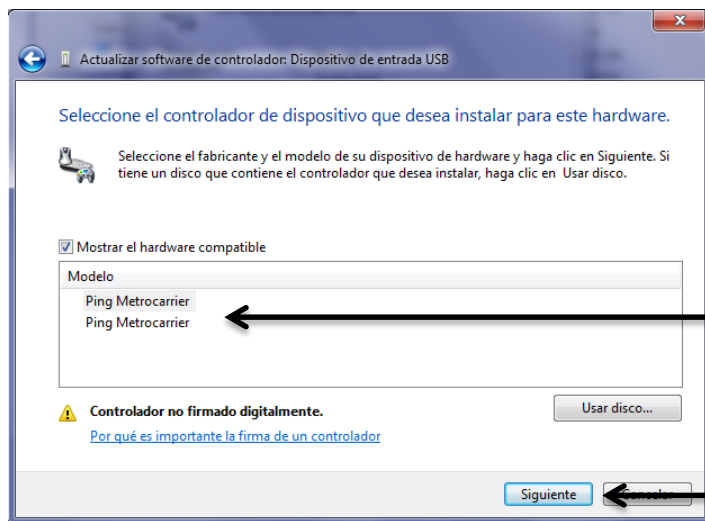 Actualizar software de controlador: Dispositivo de entrada USB
Seleccione el controlador de dispositivo que desea instalar para este hardware.
Seleccione el fabricante y el modelo de su dispositivo de hardware y haga clic en Siguiente. Si
tiene un disco que contiene el controlador que desea instalar, haga clic en Usar disco.
Mostrar el hardware compatible
Modelo
Ping Metrocarrier
Ping Metrocarrier
Controlador no firmado digitalmente.
Usar disco...
Por qué es importante la firma de un controlador
Siguiente
Cancelar